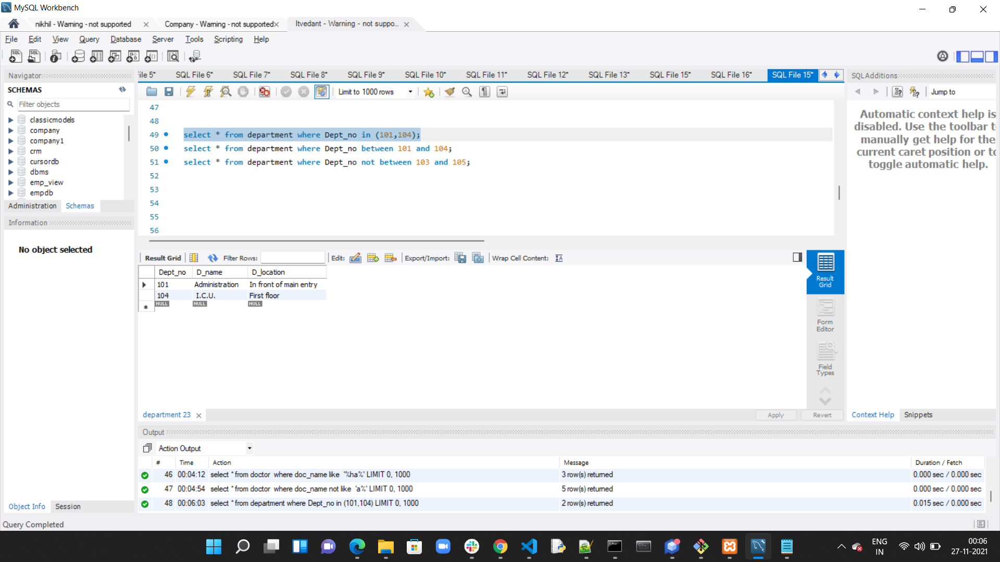 MySQL Workbench
nikhil - Warning - not supported
Company - Warning - not supported
Itvedant - Warning - not suppo...
File Edit View Query Database Server Tools Scripting Help
Navigator
SCHEMAS
Filter objects
classicmodels
company
company1
crm
cursordb
dbms
emp_view
empdb
Administration Schemas
Information
No object selected
Object Info Session
Query Completed
ile 5* SQL File 6* SQL File 7* SQL File 8* SQL File 9* SQL File 10* SQL File 11* SQL File 12* SQL File 13* SQL File 15* SQL File 16* SQL File 15*
Limit to 1000 rows
47
48
49 select * from department where Dept_no in (101,104);
50 select * from department where Dept_no between 101 and 104;
51 select * from department where Dept_no not between 103 and 105;
52
53
54
55
56
Result Grid Filter Rows: Edit: Export/Import: Wrap Cell Content:
Dept_no D_name D_location
101 Administration In front of main entry
104 I.C.U. First floor
NULL NULL NULL
Result
Grid
Form
Editor
Field
Types
department 23
Apply Revert
SQLAdditions
Jump to
Automatic context help is
disabled. Use the toolbar t
manually get help for the
current caret position or to
toggle automatic help.
Context Help Snippets
Output
Action Output
# Time Action Message Duration / Fetch
46 00:04:12 select * from doctor where doc_name like '%ha%' LIMIT 0, 1000 3 row(s) returned 0.000 sec / 0.000 sec
47 00:04:54 select * from doctor where doc_name not like 'a%' LIMIT 0, 1000 5 row(s) returned 0.000 sec / 0.000 sec
48 00:06:03 select * from department where Dept_no in (101,104) LIMIT 0, 1000 2 row(s) returned 0.015 sec / 0.000 sec
ENG
IN
00:06
27-11-2021